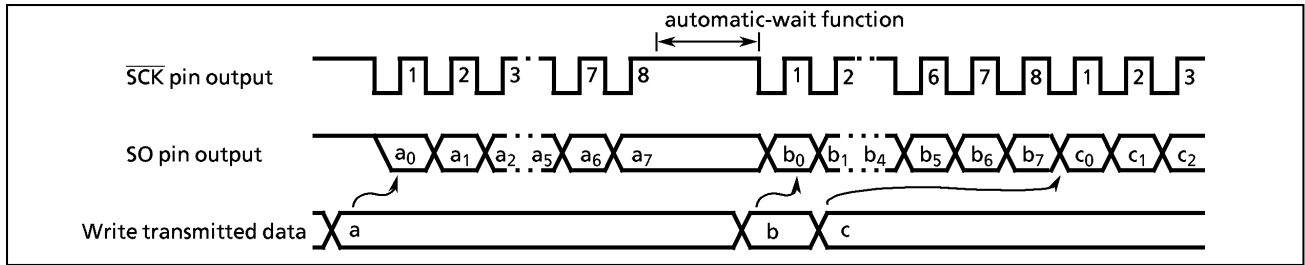 automatic-wait function
SCK pin output 1 2 3 7 8 1 2 6 7 8 1 2 3
SO pin output a0 a1 a2 a5 a6 a7 b0 b1 b4 b5 b6 b7 c0 c1 c2
Write transmitted data a b c